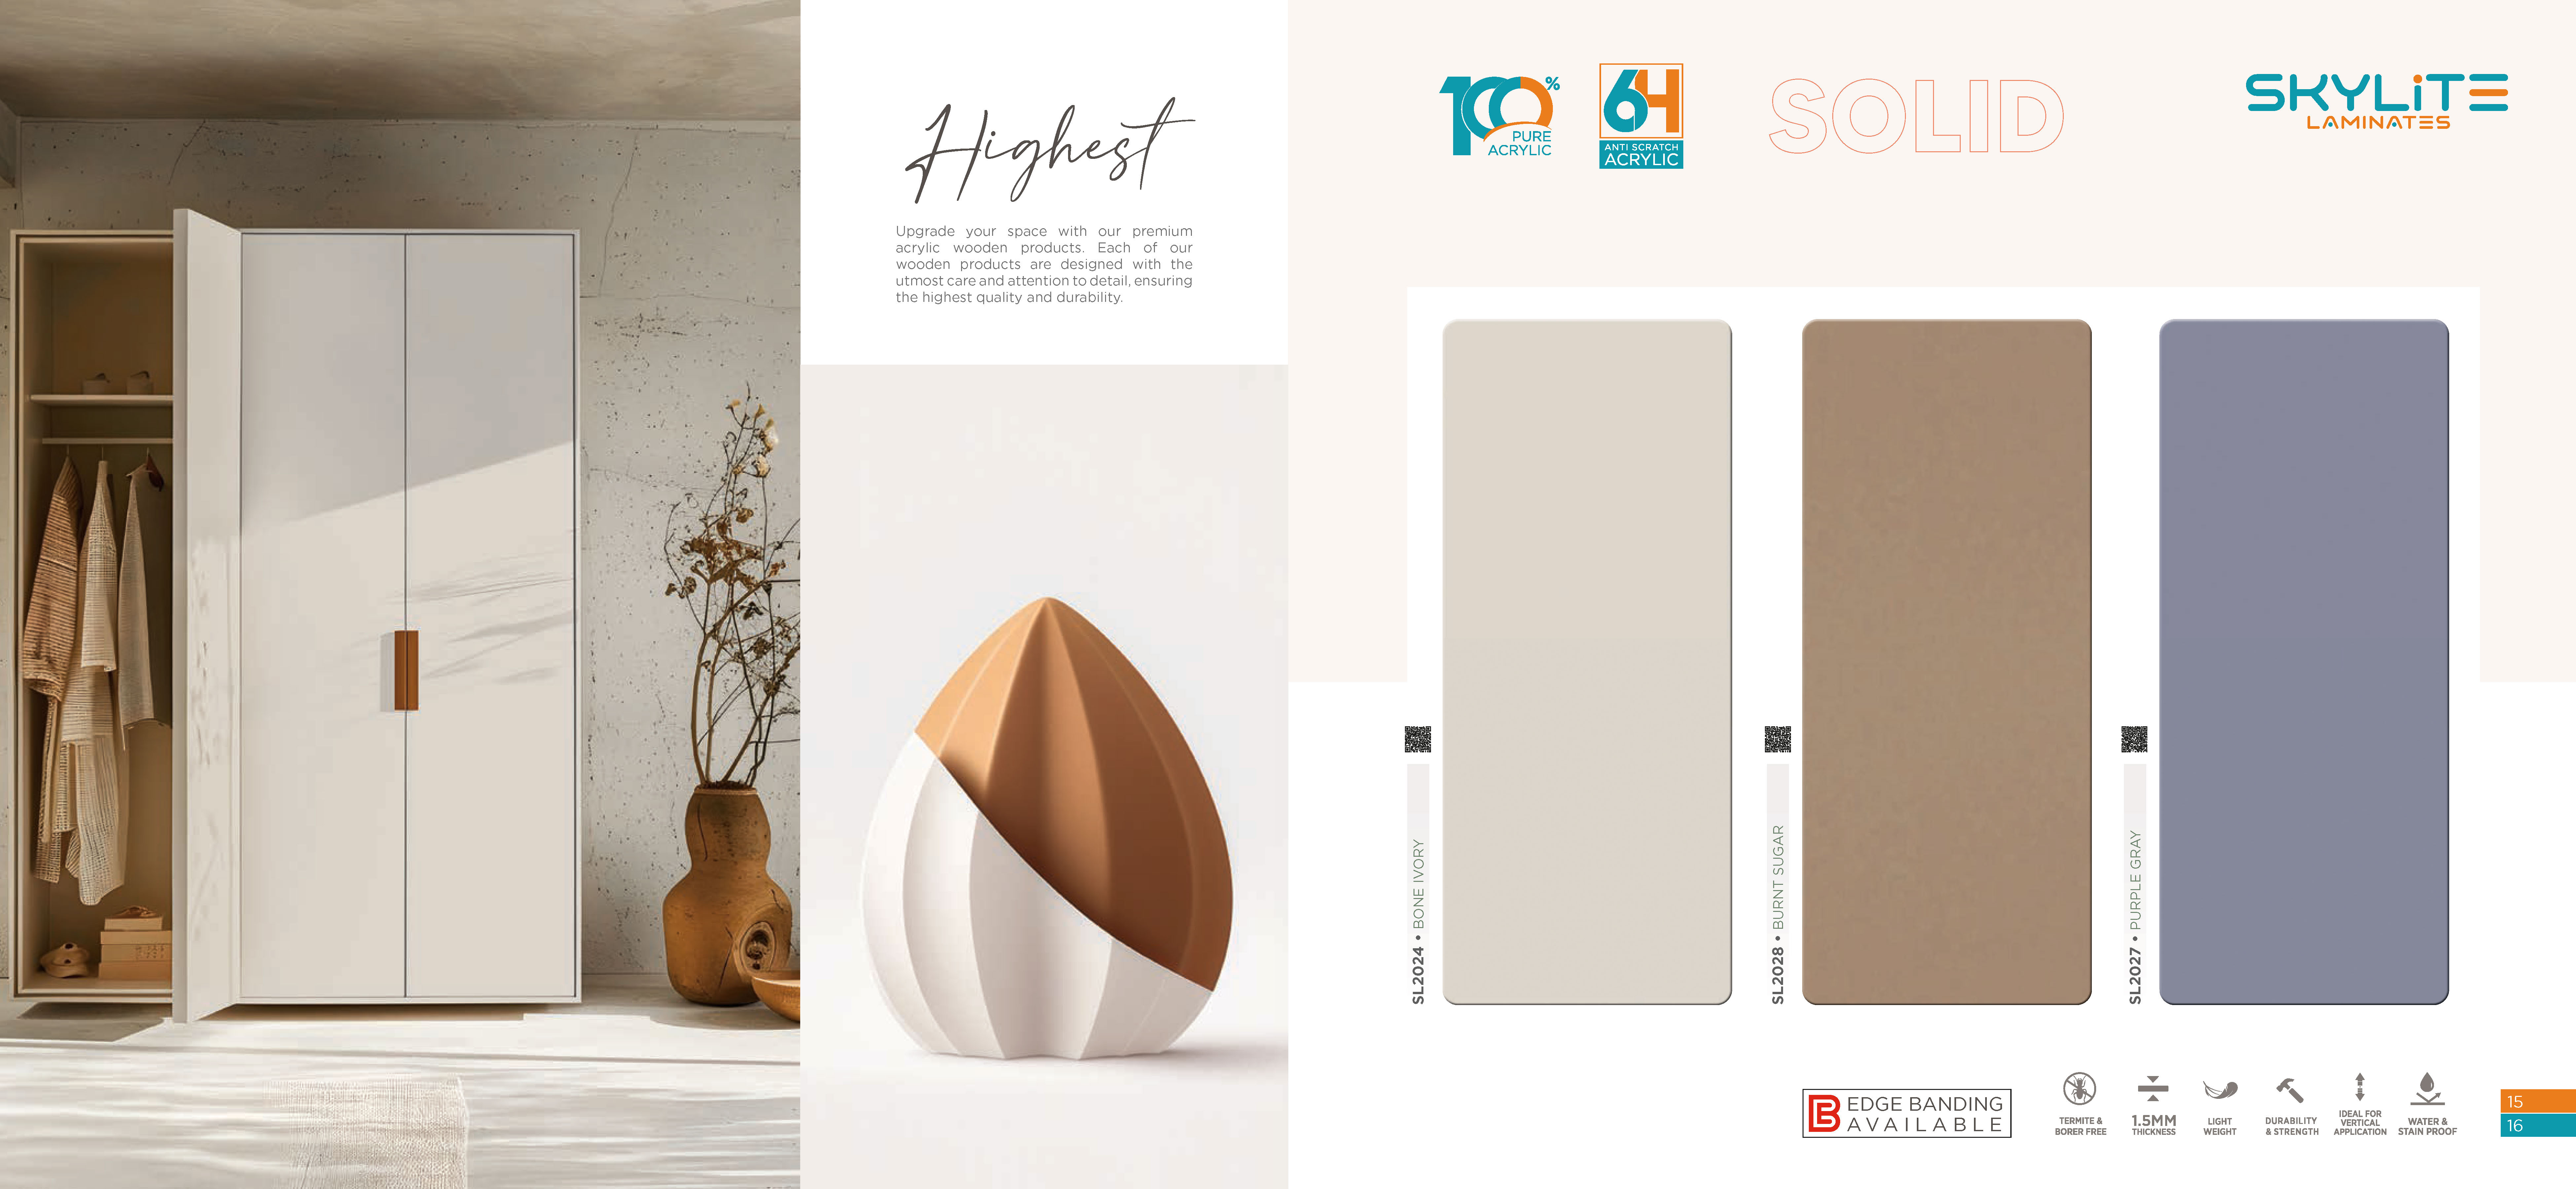 Highest
Upgrade your space with our premium
acrylic wooden products. Each of our
wooden products are designed with the
utmost care and attention to detail, ensuring
the highest quality and durability.
100%
PURE
ACRYLIC
6H
ANTI SCRATCH
ACRYLIC
SOLID
SKYLiTE
LAMINATES
SL2024 • BONE IVORY
SL2028 • BURNT SUGAR
SL2027 • PURPLE GRAY
EB EDGE BANDING
AVAILABLE
TERMITE &
BORER FREE
1.5MM
THICKNESS
LIGHT
WEIGHT
DURABILITY
& STRENGTH
IDEAL FOR
VERTICAL
APPLICATION
WATER &
STAIN PROOF
15
16